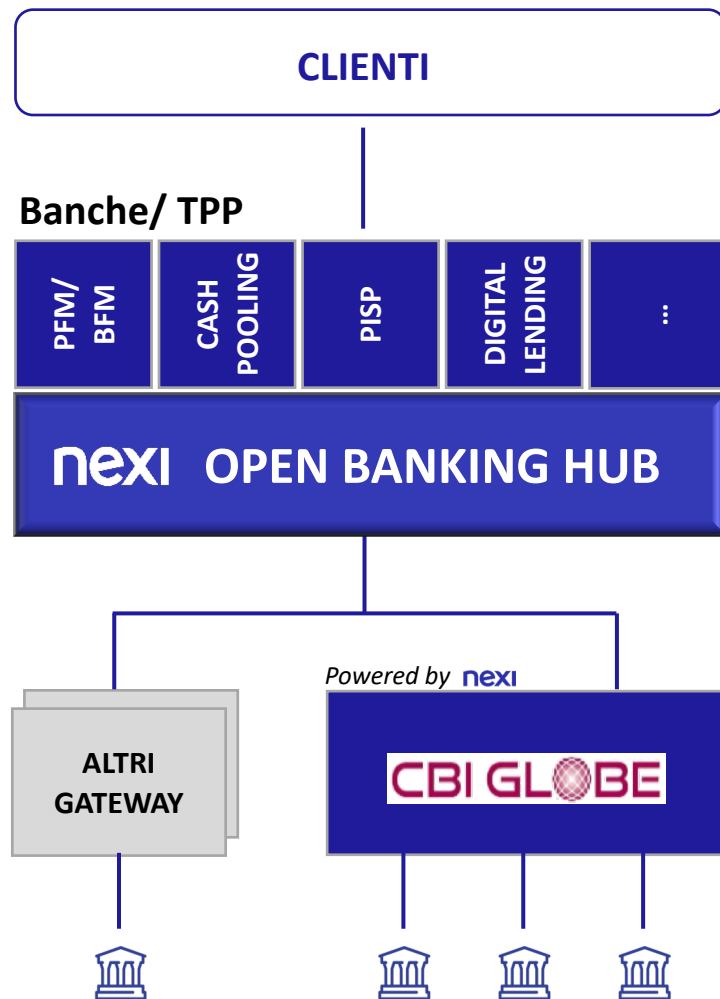 CLIENTI
Banche/ TPP
PFM/
BFM
CASH
POOLING
PISP
DIGITAL
LENDING
...
nexi OPEN BANKING HUB
Powered by nexi
ALTRI
GATEWAY
CBI GLOBE